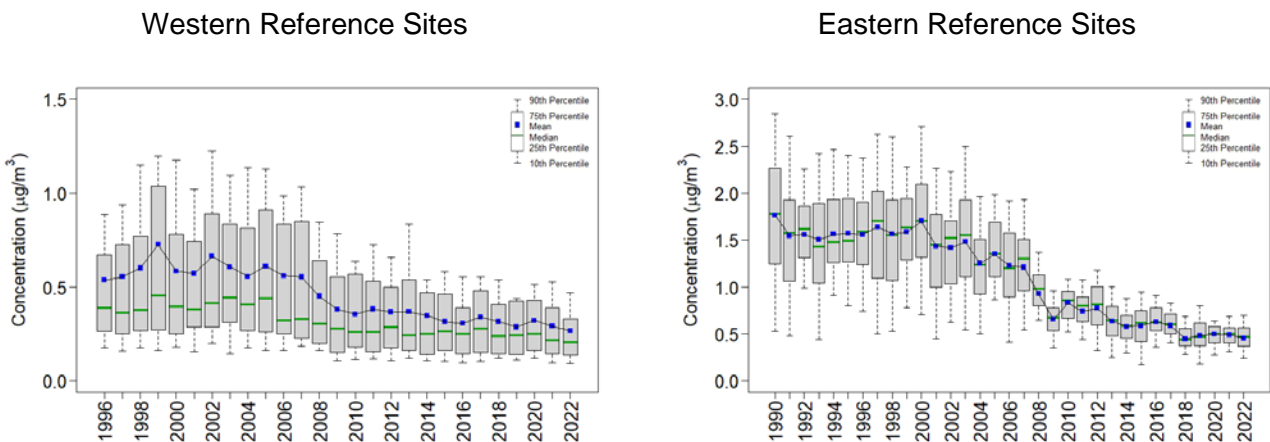 Western Reference Sites
Eastern Reference Sites
1.5
1.0
0.5
0.0
Concentration (µg/m³)
90th Percentile
75th Percentile
Mean
Median
25th Percentile
10th Percentile
1996
1998
2000
2002
2004
2006
2008
2010
2012
2014
2016
2018
2020
2022
3.0
2.5
2.0
1.5
1.0
0.5
0.0
Concentration (µg/m³)
90th Percentile
75th Percentile
Mean
Median
25th Percentile
10th Percentile
1990
1992
1994
1996
1998
2000
2002
2004
2006
2008
2010
2012
2014
2016
2018
2020
2022